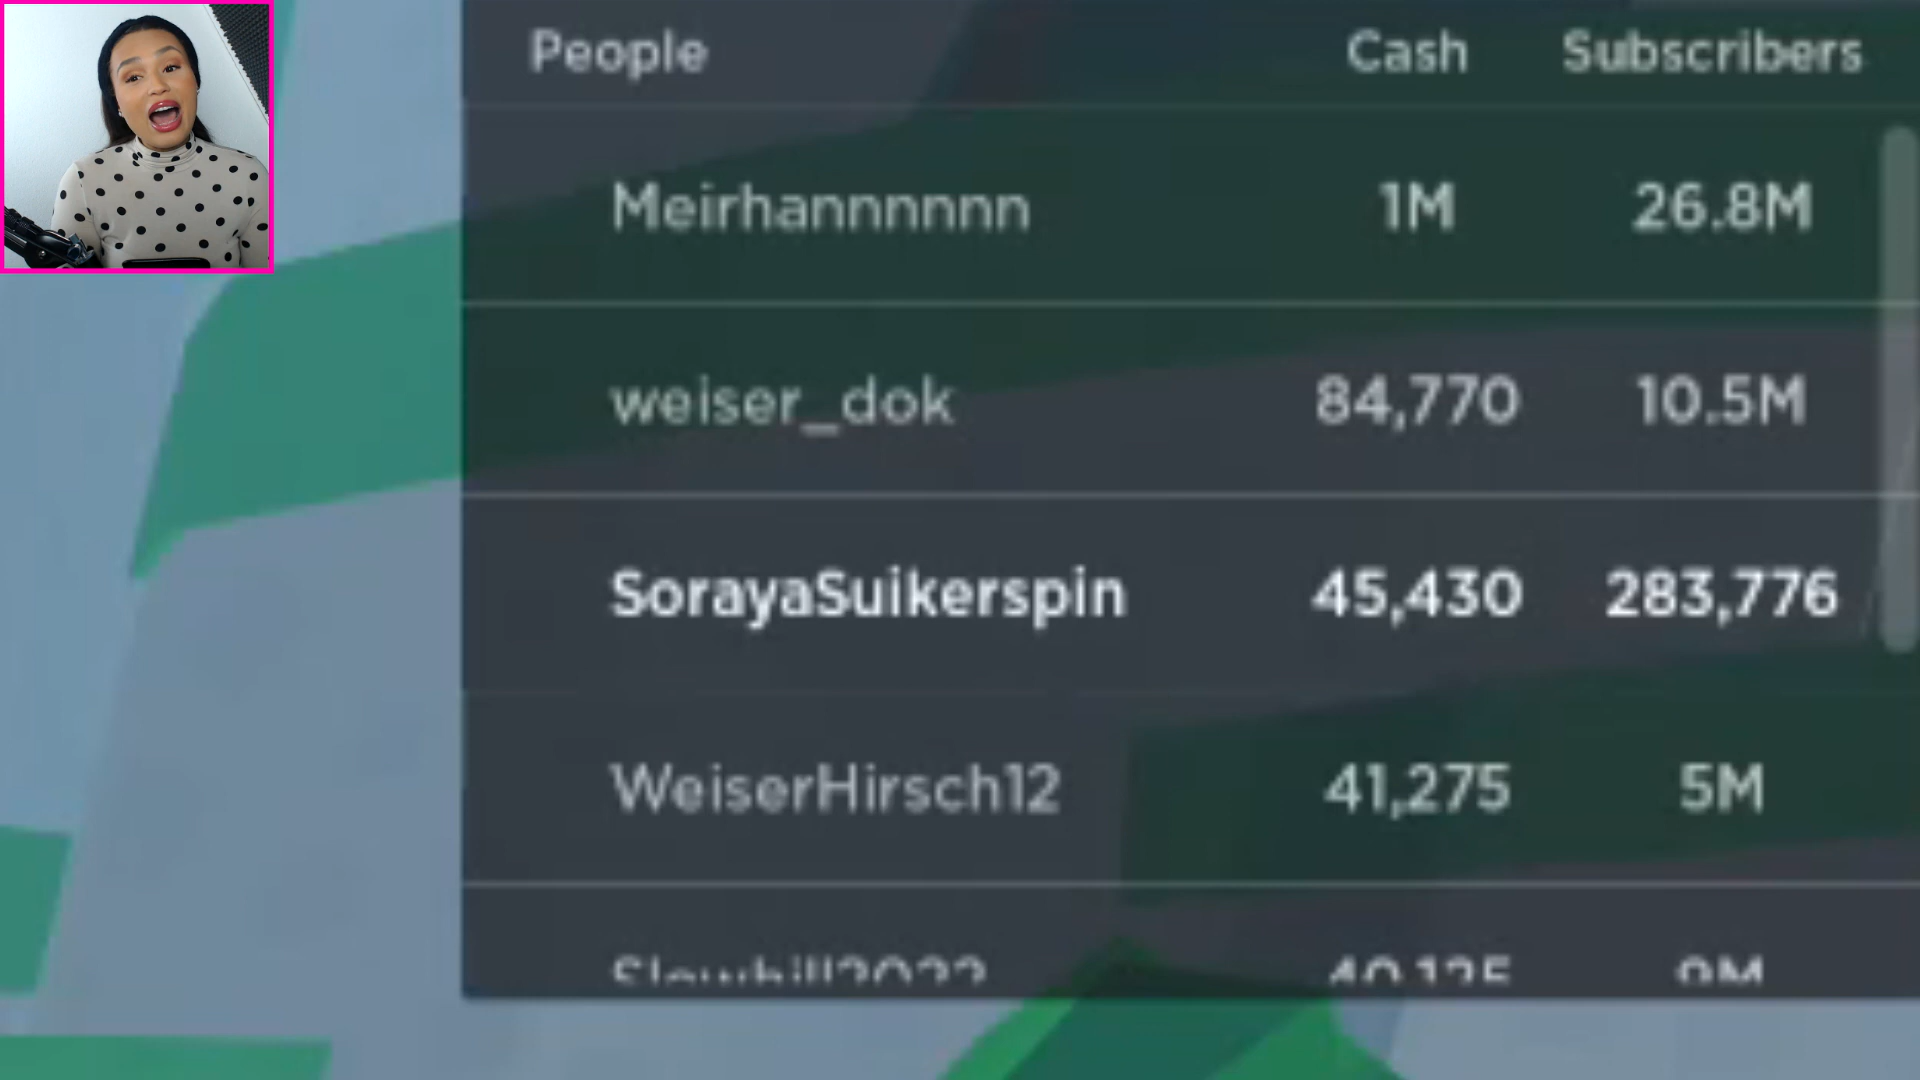 People Cash Subscribers
Meirhannnnnn 1M 26.8M
weiser_dok 84,770 10.5M
SorayaSuikerspin 45,430 283,776
WeiserHirsch12 41,275 5M